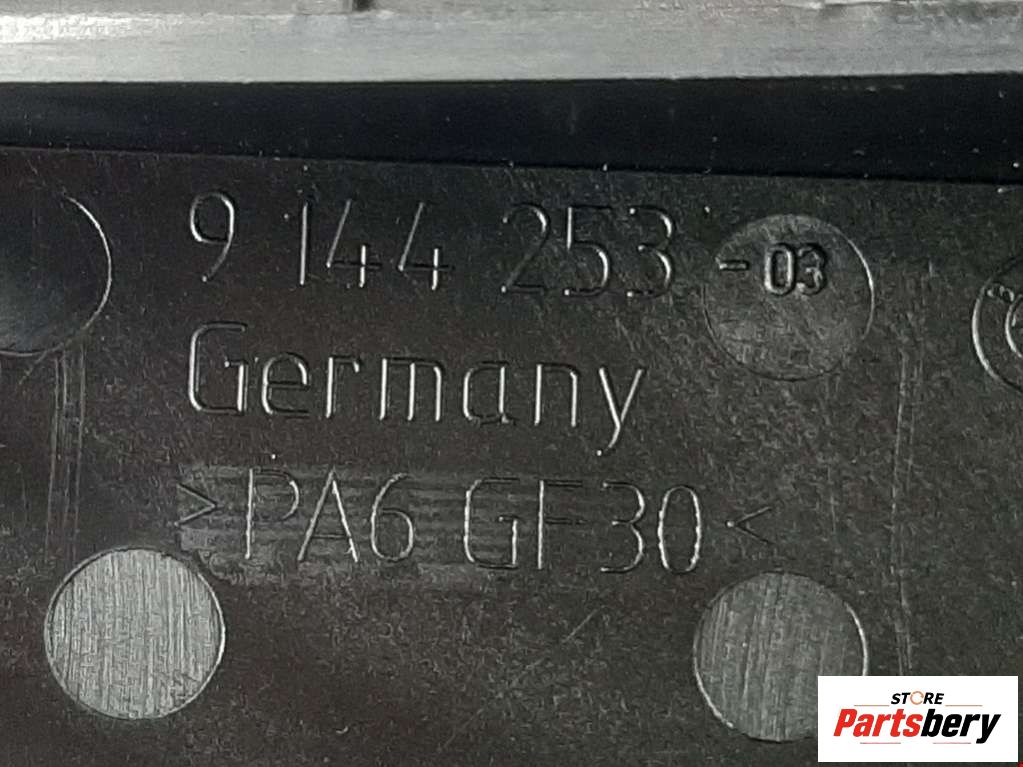 9 144 253 -03
Germany
>PA6 GF30<
STORE
Partsbery